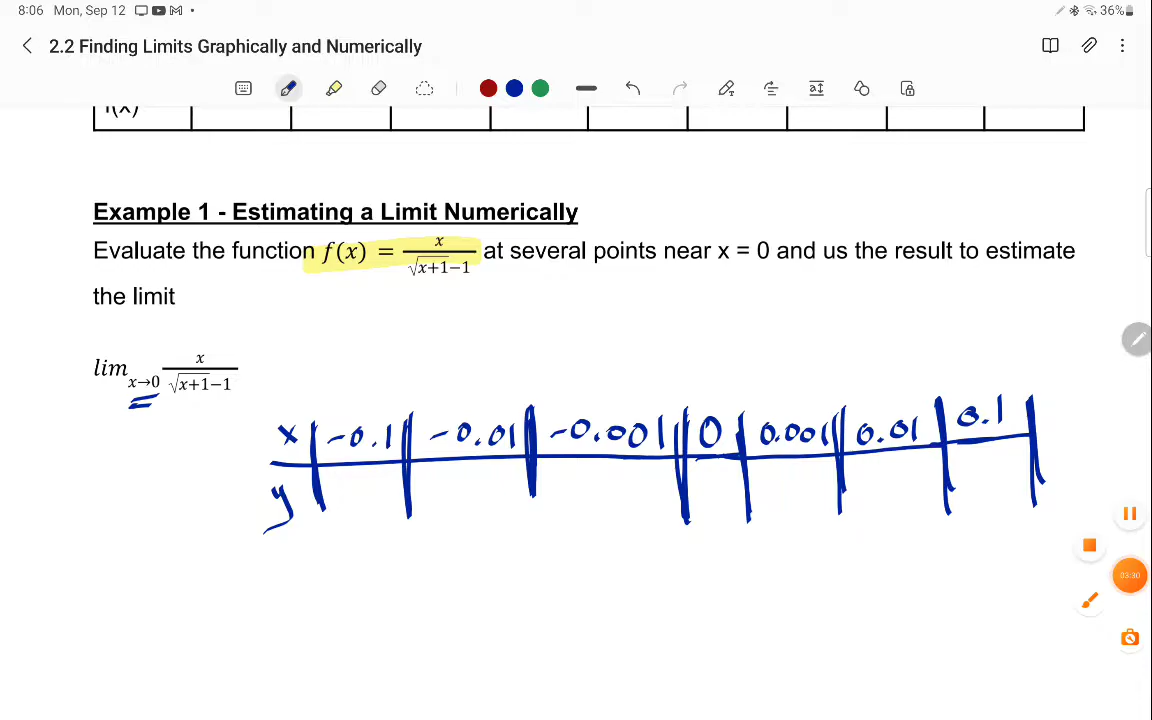 8:06 Mon, Sep 12 36%
2.2 Finding Limits Graphically and Numerically
f(x)
Example 1 - Estimating a Limit Numerically
Evaluate the function f(x) = x/(√x+1−1) at several points near x = 0 and us the result to estimate
the limit
lim x→0 x/(√x+1−1)
x -0.1 -0.01 -0.001 0 0.001 0.01 0.1
y
03:30